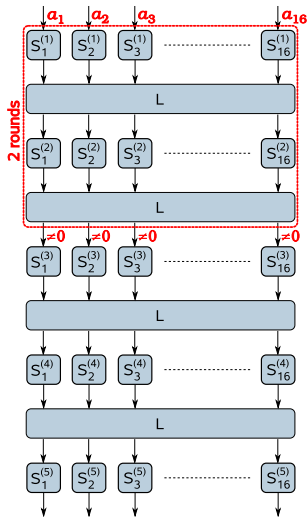 a₁ a₂ a₃ a₁₆
S₁⁽¹⁾ S₂⁽¹⁾ S₃⁽¹⁾ S₁₆⁽¹⁾
L
2 rounds
S₁⁽²⁾ S₂⁽²⁾ S₃⁽²⁾ S₁₆⁽²⁾
L
≠0 ≠0 ≠0 ≠0
S₁⁽³⁾ S₂⁽³⁾ S₃⁽³⁾ S₁₆⁽³⁾
L
S₁⁽⁴⁾ S₂⁽⁴⁾ S₃⁽⁴⁾ S₁₆⁽⁴⁾
L
S₁⁽⁵⁾ S₂⁽⁵⁾ S₃⁽⁵⁾ S₁₆⁽⁵⁾